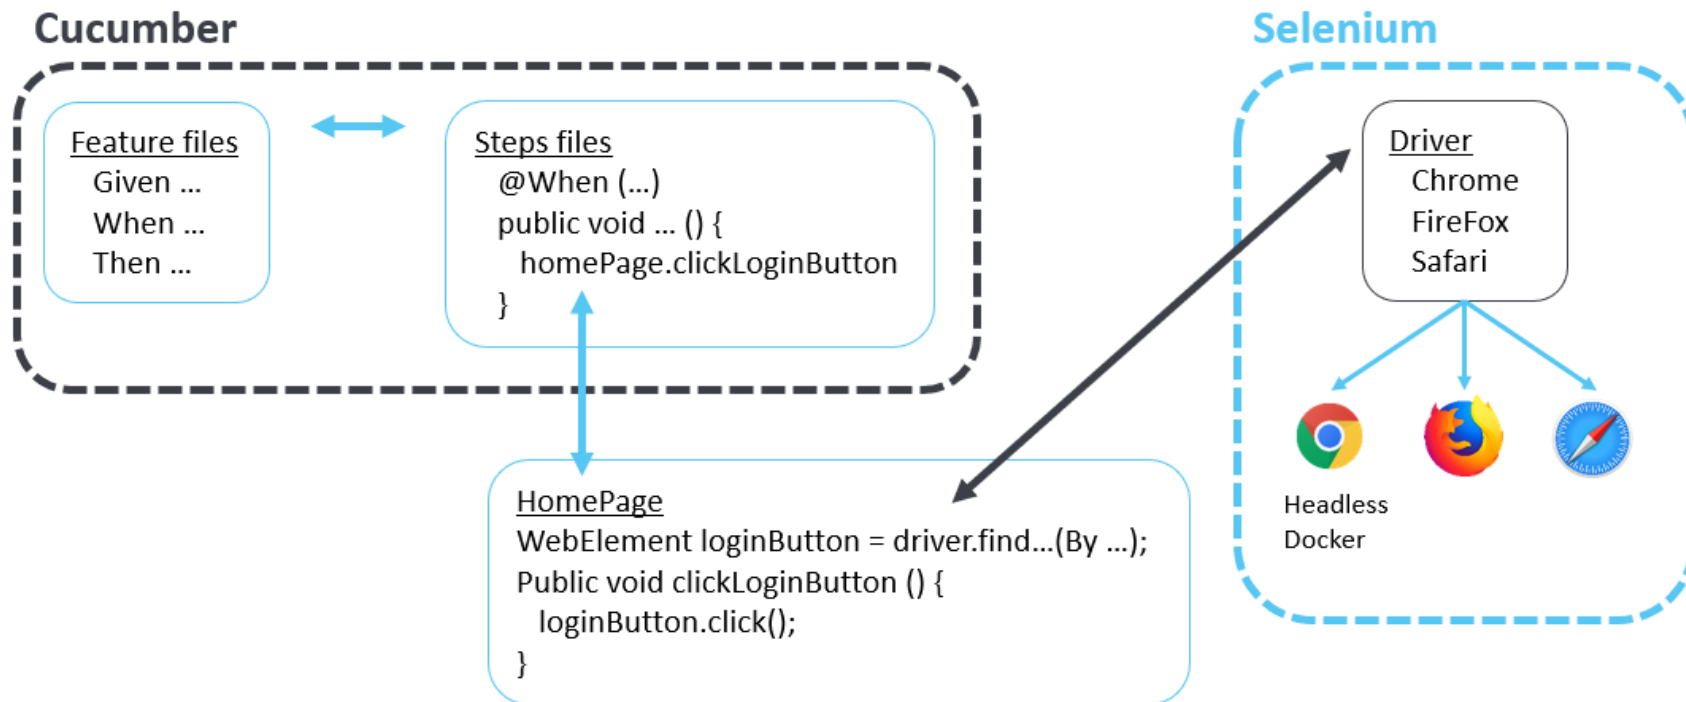 Cucumber
Feature files
Given ...
When ...
Then ...
Steps files
@When (...)
public void ... () {
homePage.clickLoginButton
}
HomePage
WebElement loginButton = driver.find...(By ...);
Public void clickLoginButton () {
loginButton.click();
}
Selenium
Driver
Chrome
FireFox
Safari
Headless
Docker